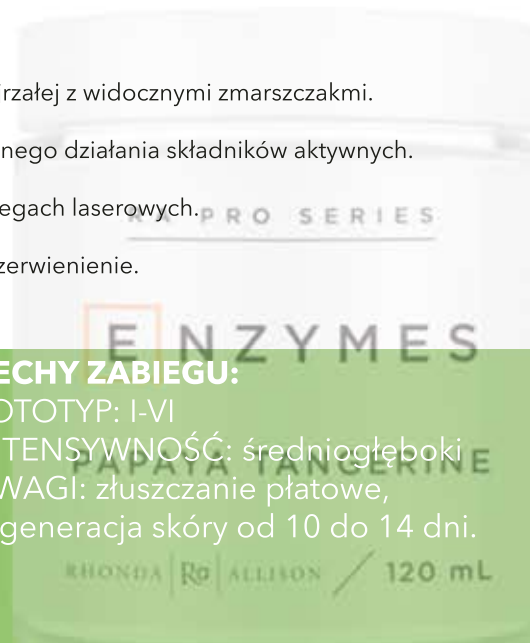 rzałej z widocznymi zmarszczakmi.
nego działania składników aktywnych.
egach laserowych.
RA PRO SERIES
zerwienienie.
ENZYMES
ECHY ZABIEGU:
OTOTYP: I-VI
TENSYWNOŚĆ: średniogłęboki
PAPAYA TANGERINE
WAGI: złuszczanie płatowe,
generacja skóry od 10 do 14 dni.
RHONDA | Ra | ALLISON / 120 mL